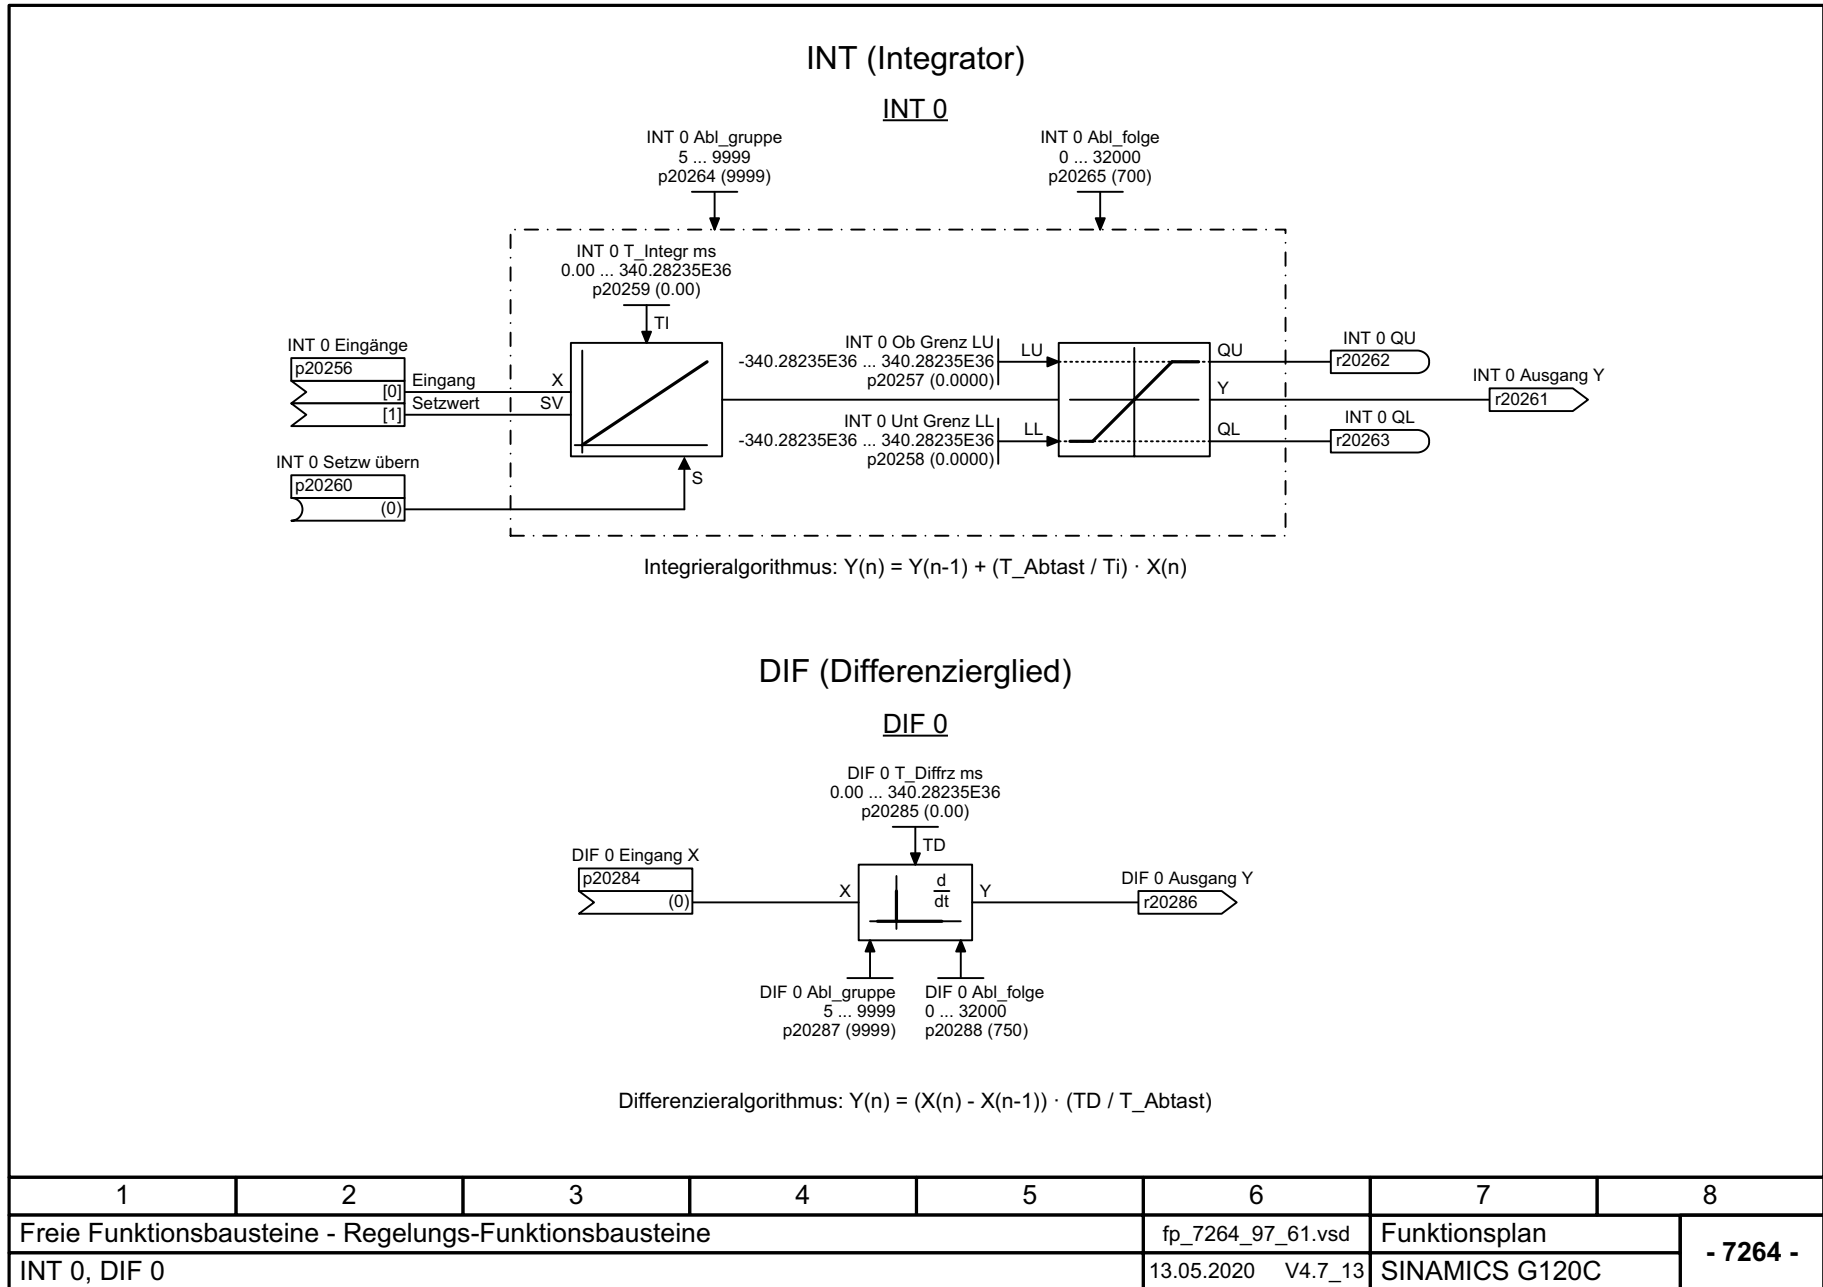 INT (Integrator)
INT 0
INT 0 Abl_gruppe
5 ... 9999
p20264 (9999)
INT 0 Abl_folge
0 ... 32000
p20265 (700)
INT 0 T_Integr ms
0.00 ... 340.28235E36
p20259 (0.00)
TI
INT 0 Eingänge
p20256
[0]
[1]
Eingang
Setzwert
X
SV
INT 0 Setzw übern
p20260
(0)
S
INT 0 Ob Grenz LU
-340.28235E36 ... 340.28235E36
p20257 (0.0000)
LU
INT 0 Unt Grenz LL
-340.28235E36 ... 340.28235E36
p20258 (0.0000)
LL
QU
Y
QL
INT 0 QU
r20262
INT 0 Ausgang Y
r20261
INT 0 QL
r20263
Integrieralgorithmus: Y(n) = Y(n-1) + (T_Abtast / Ti) · X(n)
DIF (Differenzierglied)
DIF 0
DIF 0 T_Diffrz ms
0.00 ... 340.28235E36
p20285 (0.00)
TD
DIF 0 Eingang X
p20284
(0)
X
d
dt
Y
DIF 0 Ausgang Y
r20286
DIF 0 Abl_gruppe
5 ... 9999
p20287 (9999)
DIF 0 Abl_folge
0 ... 32000
p20288 (750)
Differenzieralgorithmus: Y(n) = (X(n) - X(n-1)) · (TD / T_Abtast)
1 2 3 4 5 6 7 8
Freie Funktionsbausteine - Regelungs-Funktionsbausteine
fp_7264_97_61.vsd
Funktionsplan
- 7264 -
INT 0, DIF 0
13.05.2020 V4.7_13
SINAMICS G120C